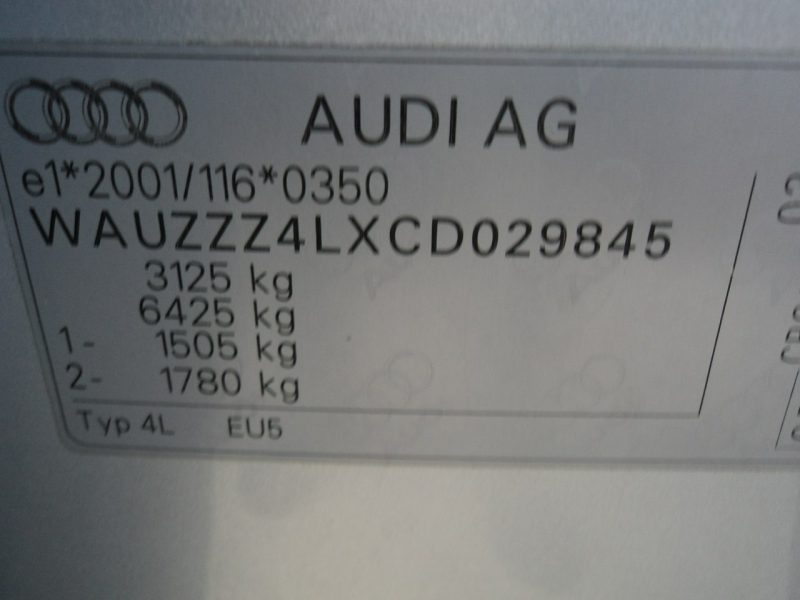 AUDI AG
e1*2001/116*0350
WAUZZZ4LXCD029845
3125 kg
6425 kg
1- 1505 kg
2- 1780 kg
Typ 4L EU5